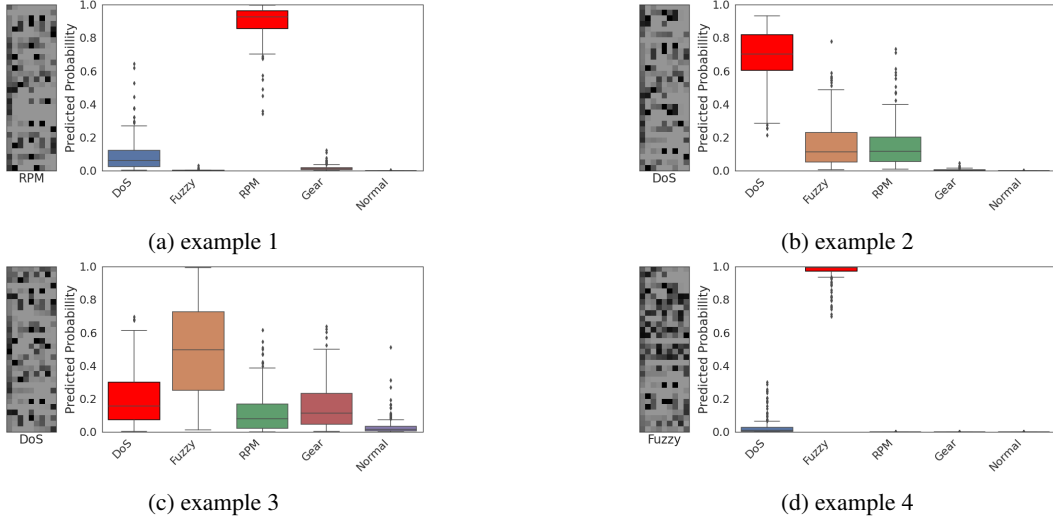 Predicted Probabillity
1.0
0.8
0.6
0.4
0.2
0.0
RPM
DoS
Fuzzy
RPM
Gear
Normal
(a) example 1
Predicted Probabillity
1.0
0.8
0.6
0.4
0.2
0.0
DoS
DoS
Fuzzy
RPM
Gear
Normal
(b) example 2
Predicted Probabillity
1.0
0.8
0.6
0.4
0.2
0.0
DoS
DoS
Fuzzy
RPM
Gear
Normal
(c) example 3
Predicted Probabillity
1.0
0.8
0.6
0.4
0.2
0.0
Fuzzy
DoS
Fuzzy
RPM
Gear
Normal
(d) example 4